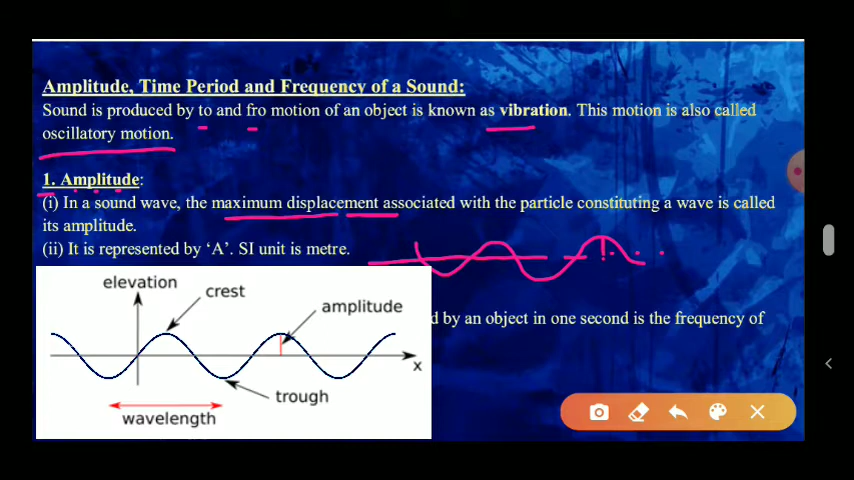 Amplitude, Time Period and Frequency of a Sound:
Sound is produced by to and fro motion of an object is known as vibration. This motion is also called
oscillatory motion.
1. Amplitude:
(i) In a sound wave, the maximum displacement associated with the particle constituting a wave is called
its amplitude.
(ii) It is represented by ‘A’. SI unit is metre.
elevation
crest
amplitude
d by an object in one second is the frequency of
x
trough
wavelength